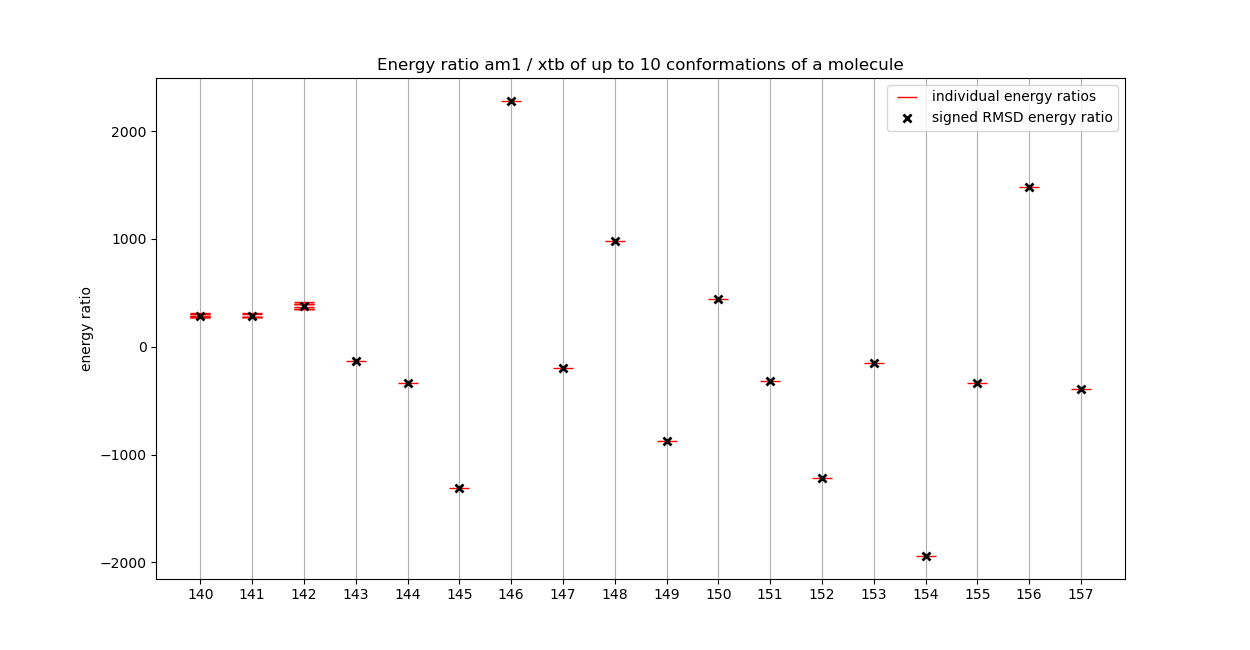 Energy ratio am1 / xtb of up to 10 conformations of a molecule
individual energy ratios
signed RMSD energy ratio
energy ratio
2000
1000
0
−1000
−2000
140 141 142 143 144 145 146 147 148 149 150 151 152 153 154 155 156 157